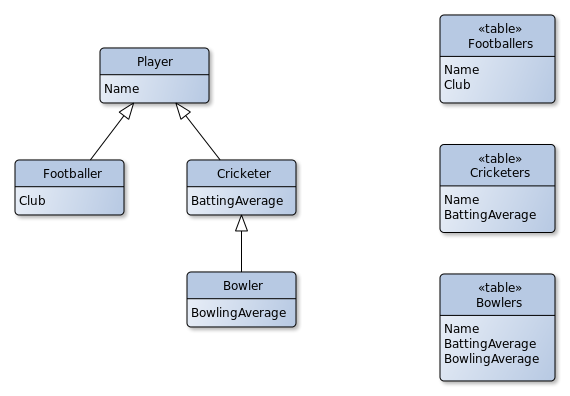 Player
Name
Footballer
Club
Cricketer
BattingAverage
Bowler
BowlingAverage
«table»
Footballers
Name
Club
«table»
Cricketers
Name
BattingAverage
«table»
Bowlers
Name
BattingAverage
BowlingAverage